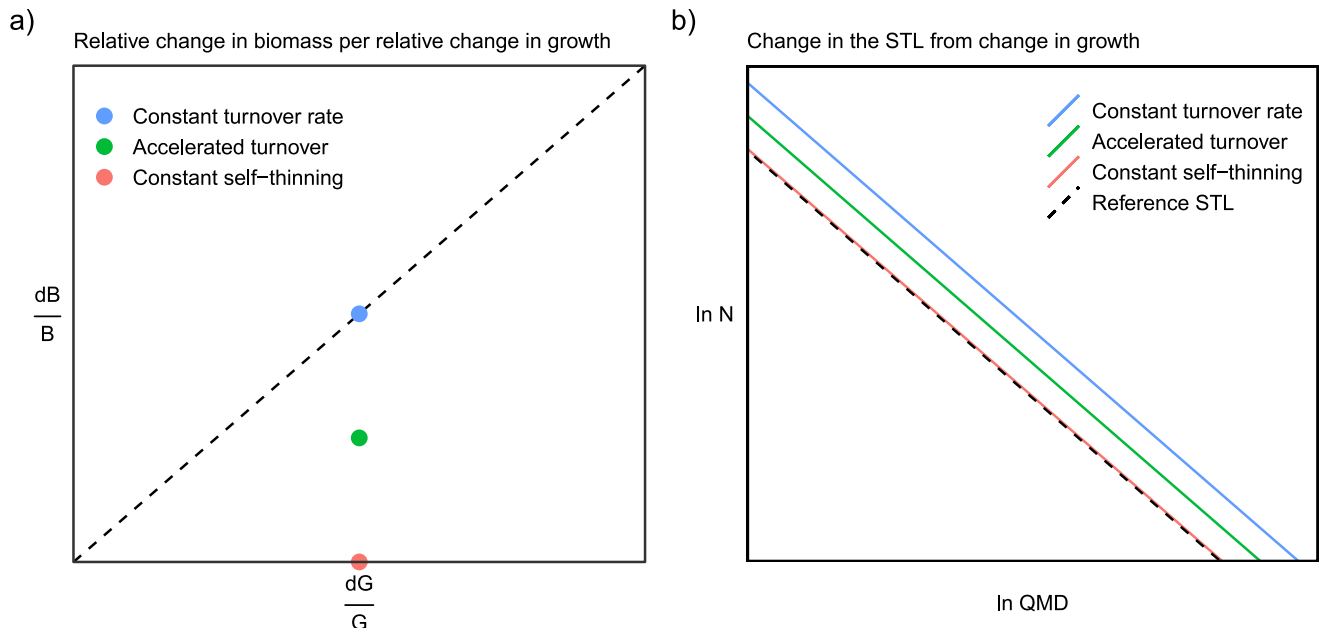 a)
Relative change in biomass per relative change in growth
Constant turnover rate
Accelerated turnover
Constant self−thinning
dB
B
dG
G
b)
Change in the STL from change in growth
Constant turnover rate
Accelerated turnover
Constant self−thinning
Reference STL
ln N
ln QMD